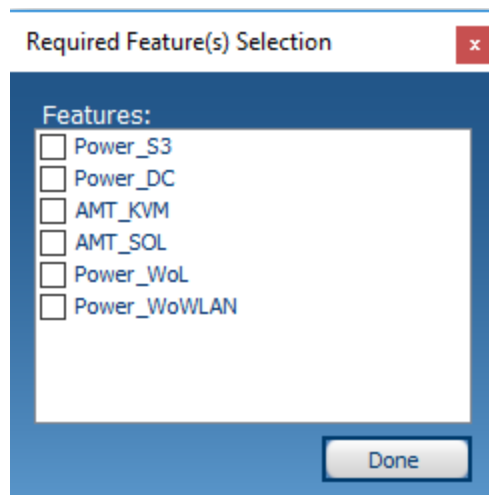 Required Feature(s) Selection
x
Features:
Power_S3
Power_DC
AMT_KVM
AMT_SOL
Power_WoL
Power_WoWLAN
Done